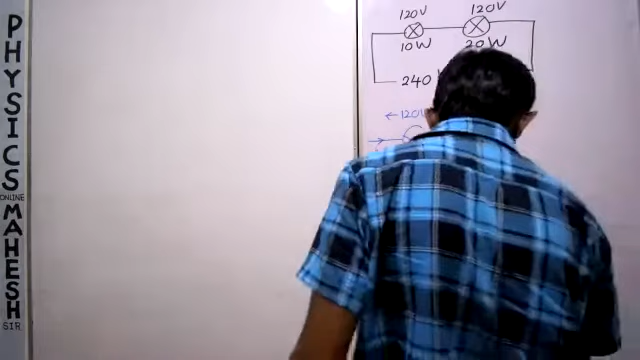 PHYSICS
ONLINE
MAHESH
SIR
120V 120V
10W 20W
240
←120V